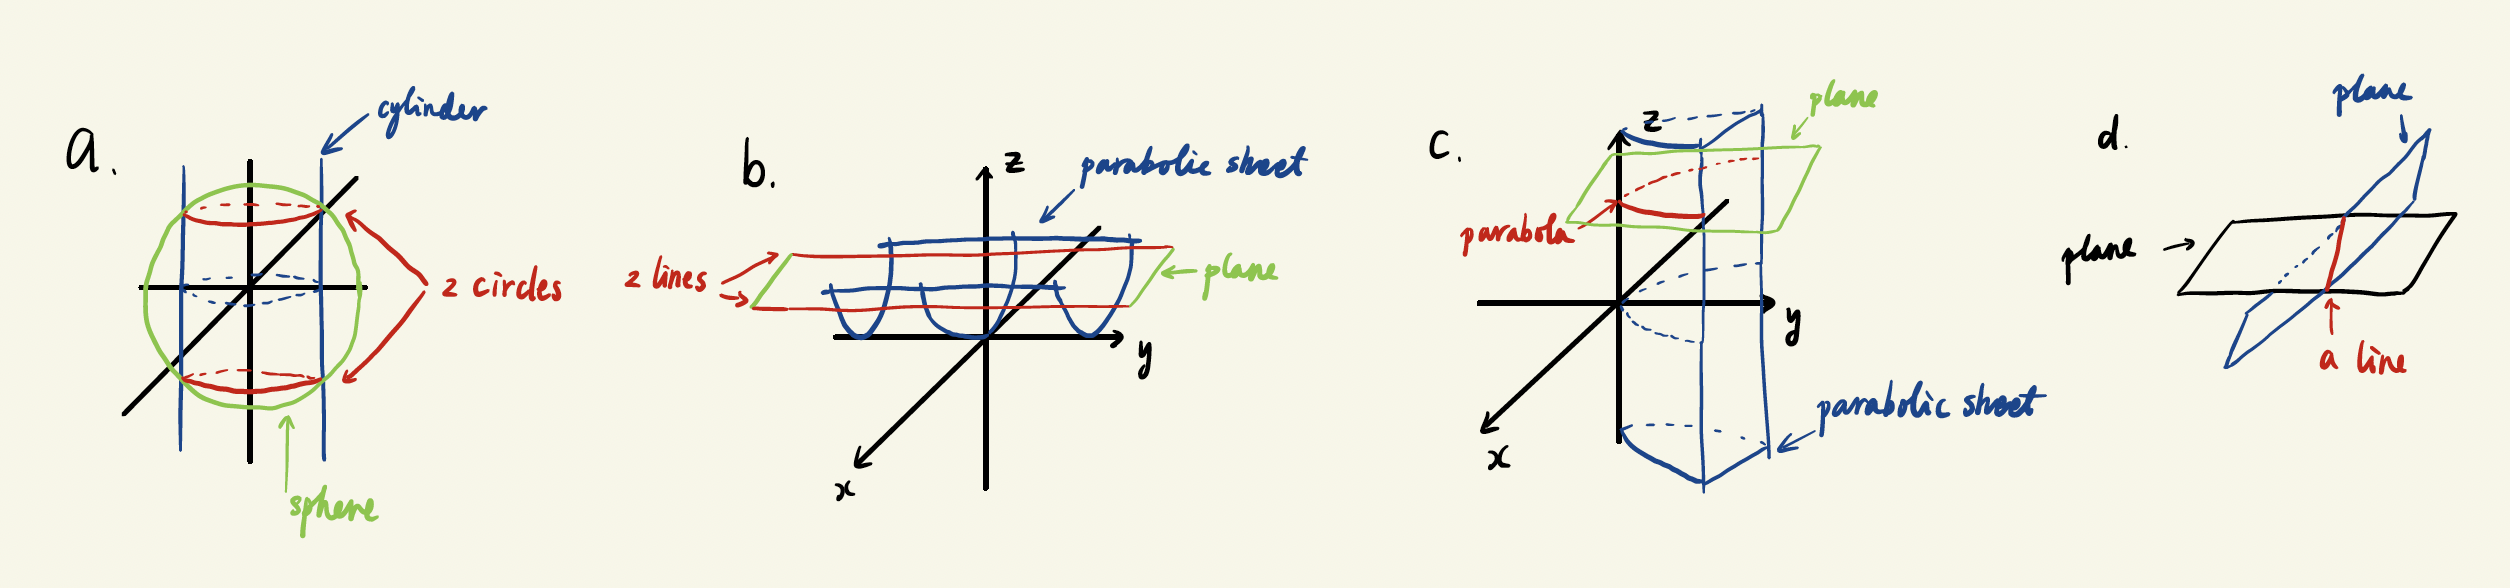 a.
cylinder
2 circles
sphere
b.
z
parabolic sheet
2 lines
plane
y
x
c.
z
plane
parabola
y
x
parabolic sheet
d.
plane
plane
a line